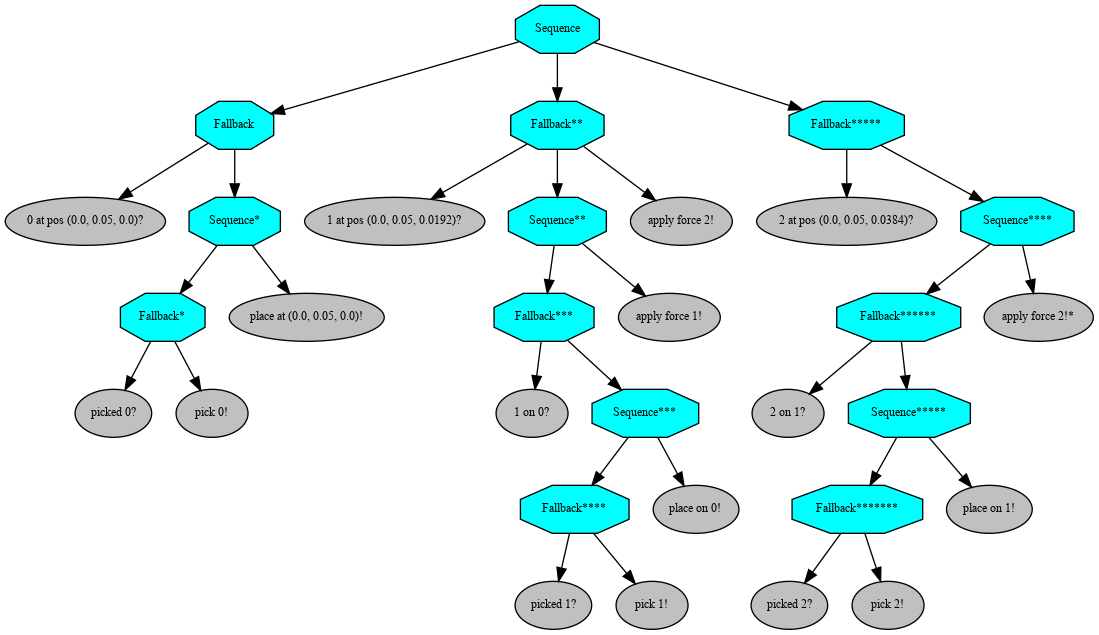 Sequence
Fallback
Fallback**
Fallback*****
0 at pos (0.0, 0.05, 0.0)?
Sequence*
1 at pos (0.0, 0.05, 0.0192)?
Sequence**
apply force 2!
2 at pos (0.0, 0.05, 0.0384)?
Sequence****
Fallback*
place at (0.0, 0.05, 0.0)!
Fallback***
apply force 1!
Fallback******
apply force 2!*
picked 0?
pick 0!
1 on 0?
Sequence***
2 on 1?
Sequence*****
Fallback****
place on 0!
Fallback*******
place on 1!
picked 1?
pick 1!
picked 2?
pick 2!